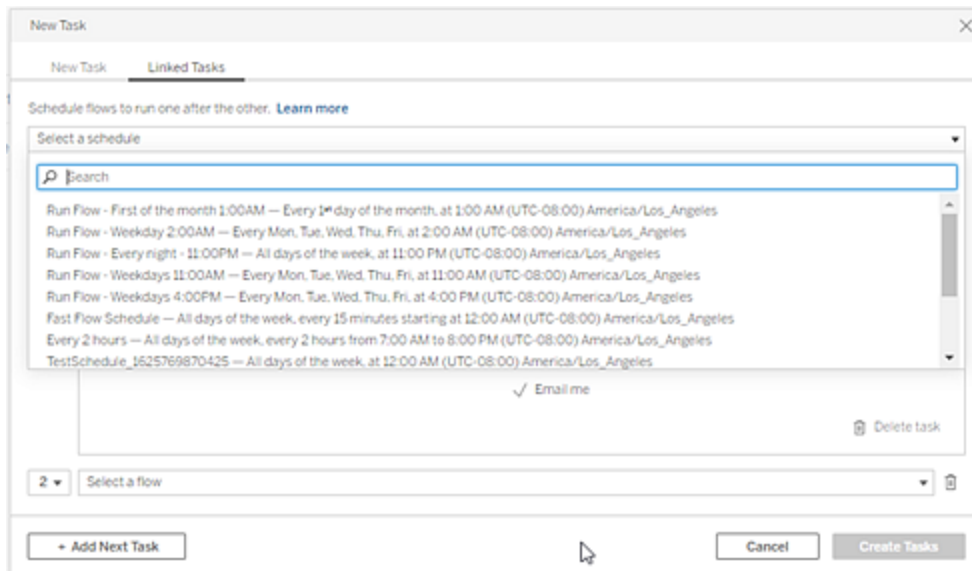 New Task
New Task Linked Tasks
Schedule flows to run one after the other. Learn more
Select a schedule
Search
Run Flow - First of the month 1:00AM — Every 1st day of the month, at 1:00 AM (UTC-08:00) America/Los_Angeles
Run Flow - Weekday 2:00AM — Every Mon, Tue, Wed, Thu, Fri, at 2:00 AM (UTC-08:00) America/Los_Angeles
Run Flow - Every night - 11:00PM — All days of the week, at 11:00 PM (UTC-08:00) America/Los_Angeles
Run Flow - Weekdays 11:00AM — Every Mon, Tue, Wed, Thu, Fri, at 11:00 AM (UTC-08:00) America/Los_Angeles
Run Flow - Weekdays 4:00PM — Every Mon, Tue, Wed, Thu, Fri, at 4:00 PM (UTC-08:00) America/Los_Angeles
Fast Flow Schedule — All days of the week, every 15 minutes starting at 12:00 AM (UTC-08:00) America/Los_Angeles
Every 2 hours — All days of the week, every 2 hours from 7:00 AM to 8:00 PM (UTC-08:00) America/Los_Angeles
TestSchedule_1625769870425 — All days of the week, at 12:00 AM (UTC-08:00) America/Los_Angeles
Email me
Delete task
2 Select a flow
+ Add Next Task Cancel Create Tasks